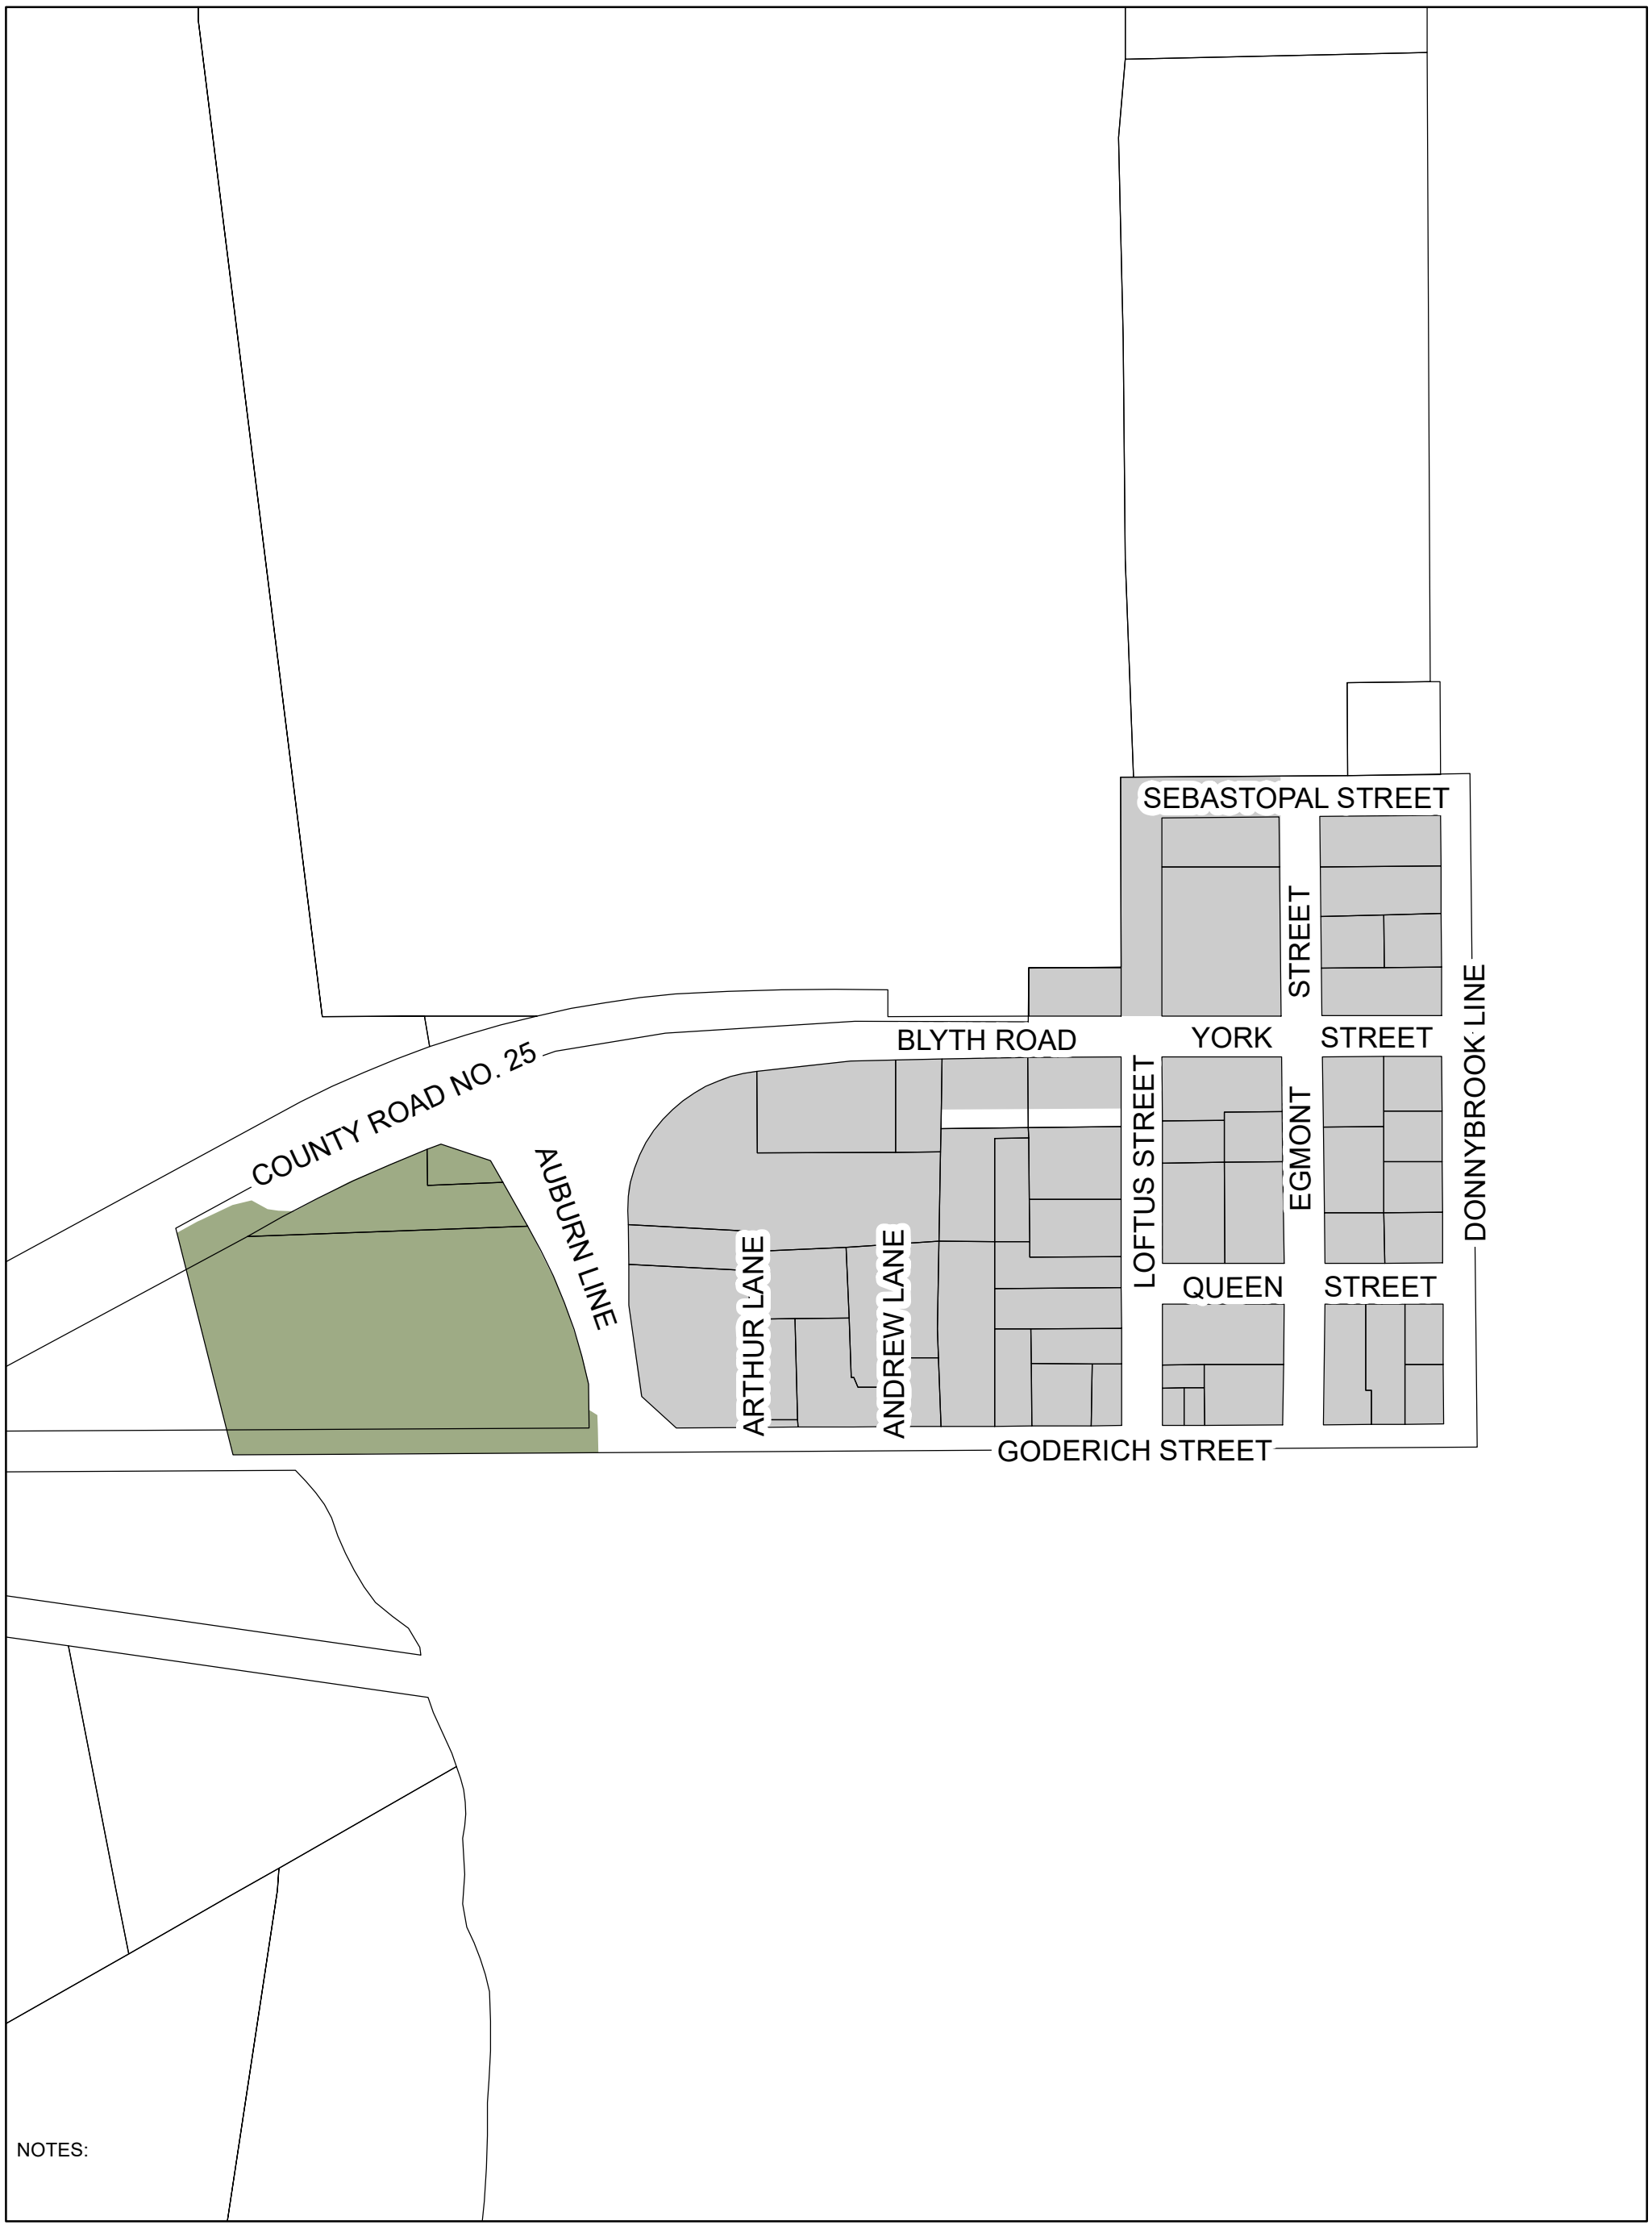 SEBASTOPAL STREET
STREET
BLYTH ROAD
YORK STREET
COUNTY ROAD NO. 25
DONNYBROOK LINE
LOFTUS STREET
EGMONT
AUBURN LINE
ARTHUR LANE
ANDREW LANE
QUEEN STREET
GODERICH STREET
NOTES: